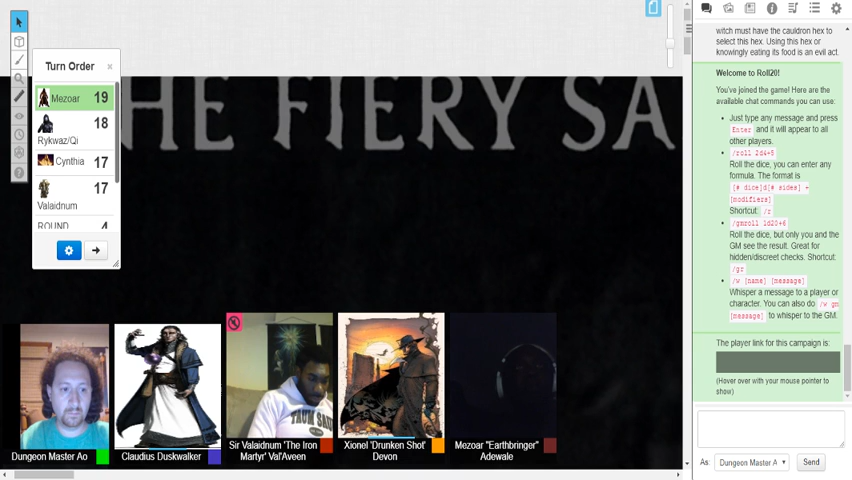 witch must have the cauldron hex to
select this hex. Using this hex or
knowingly eating its food is an evil act.
Welcome to Roll20!
You've joined the game! Here are the
available chat commands you can use:
Just type any message and press
Enter and it will appear to all
other players.
/roll 2d4+5
Roll the dice, you can enter any
formula. The format is
[# dice]d[# sides] +
[modifiers]
Shortcut: /r
/gmroll 1d20+6
Roll the dice, but only you and the
GM see the result. Great for
hidden/discreet checks. Shortcut:
/gr
/w [name] [message]
Whisper a message to a player or
character. You can also do /w gm
[message] to whisper to the GM.
The player link for this campaign is:
(Hover over with your mouse pointer to
show)
As: Dungeon Master A
Send
Turn Order ×
Mezoar 19
Rykwaz/Qi 18
Cynthia 17
Valaidnum 17
ROUND 4
HE FIERY SA
Dungeon Master Ao
Claudius Duskwalker
Sir Valaidnum 'The Iron
Martyr' Val'Aveen
Xionel 'Drunken Shot'
Devon
Mezoar "Earthbringer"
Adewale